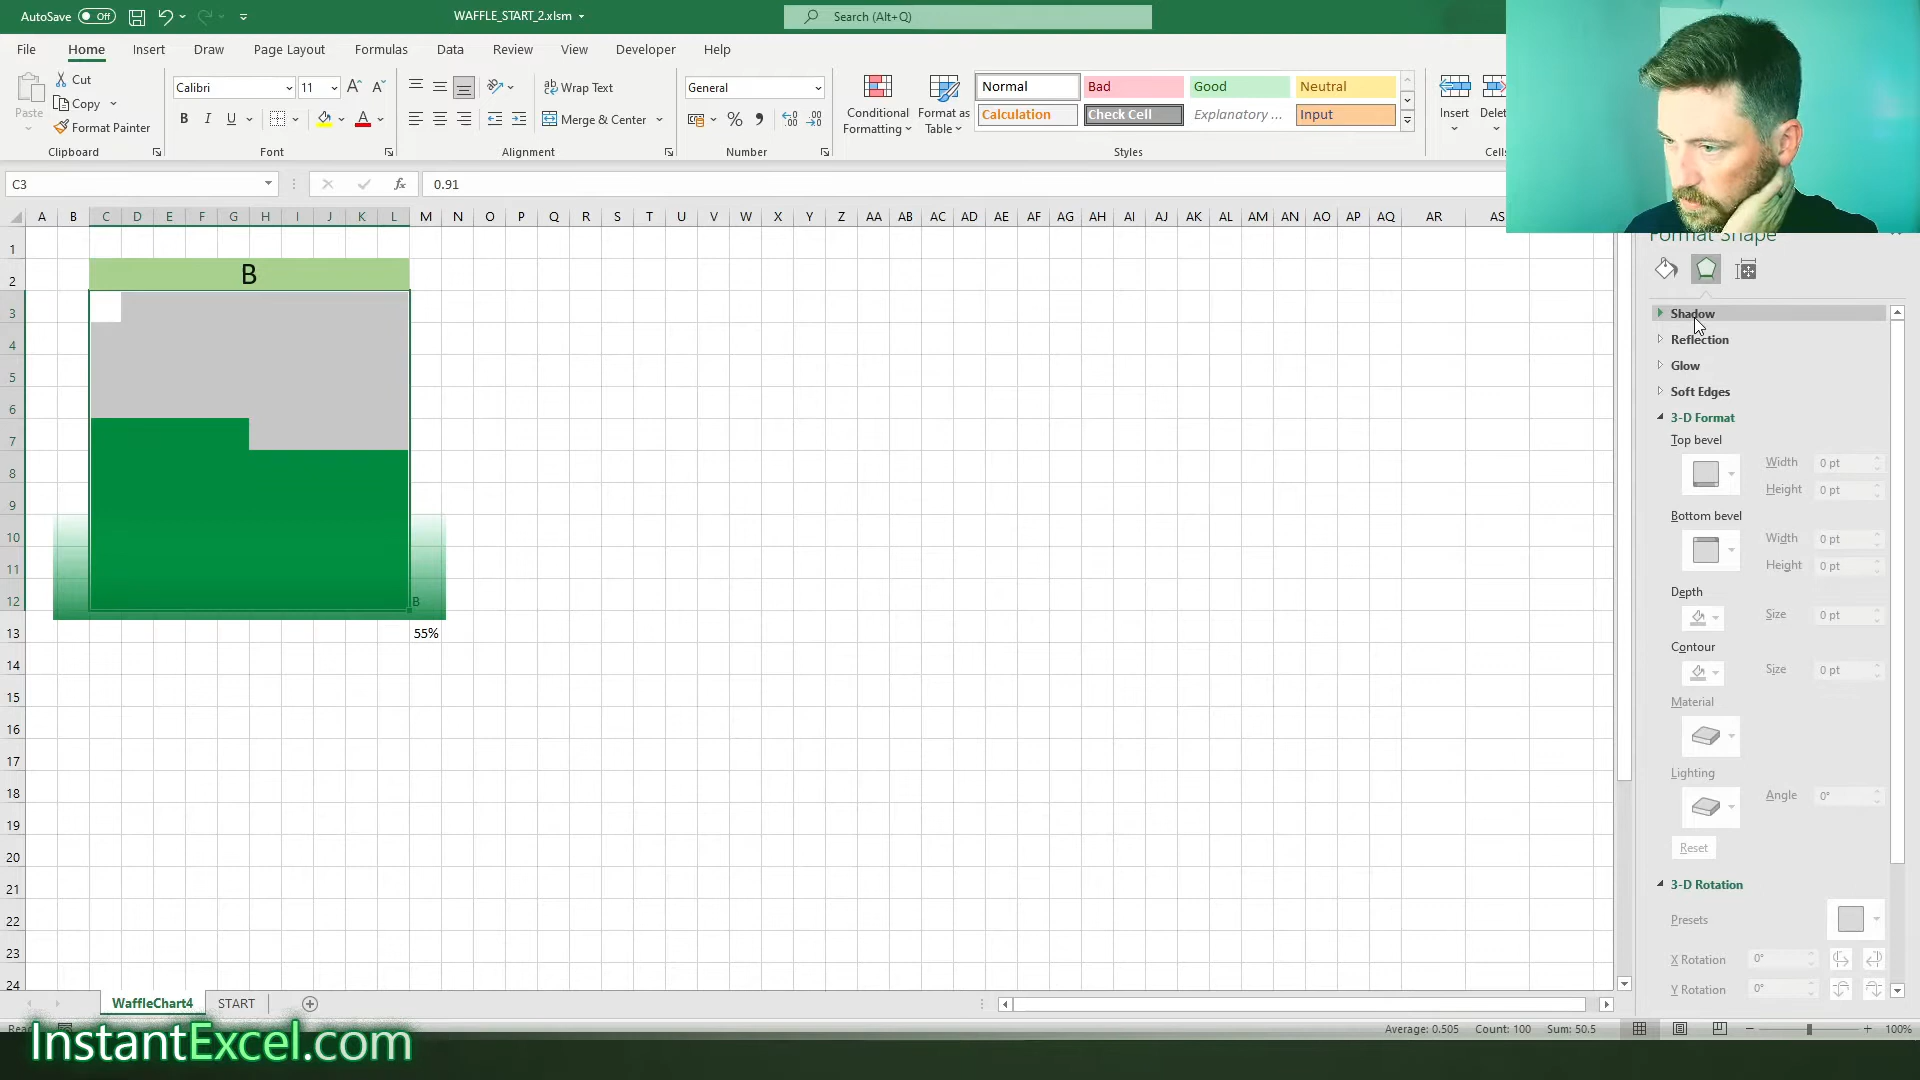 AutoSave Off WAFFLE_START_2.xlsm Search (Alt+Q)
File Home Insert Draw Page Layout Formulas Data Review View Developer Help
Paste Cut Copy Format Painter
Calibri 11
B I U A
Wrap Text
Merge & Center
General
Conditional Formatting
Format as Table
Normal Bad Good Neutral
Calculation Check Cell Explanatory ... Input
Insert
Delet
Clipboard Font Alignment Number Styles Cells
C3 fx 0.91
A B C D E F G H I J K L M N O P Q R S T U V W X Y Z AA AB AC AD AE AF AG AH AI AJ AK AL AM AN AO AP AQ AR AS
1
2 B
3
4
5
6
7
8
9
10
11
12 B
13 55%
14
15
16
17
18
19
20
21
22
23
24
Format Shape
Shadow
Reflection
Glow
Soft Edges
3-D Format
Top bevel
Width 0 pt
Height 0 pt
Bottom bevel
Width 0 pt
Height 0 pt
Depth
Size 0 pt
Contour
Size 0 pt
Material
Lighting
Angle 0°
Reset
3-D Rotation
Presets
X Rotation 0°
Y Rotation 0°
WaffleChart4 START
Average: 0.505 Count: 100 Sum: 50.5 100%
InstantExcel.com